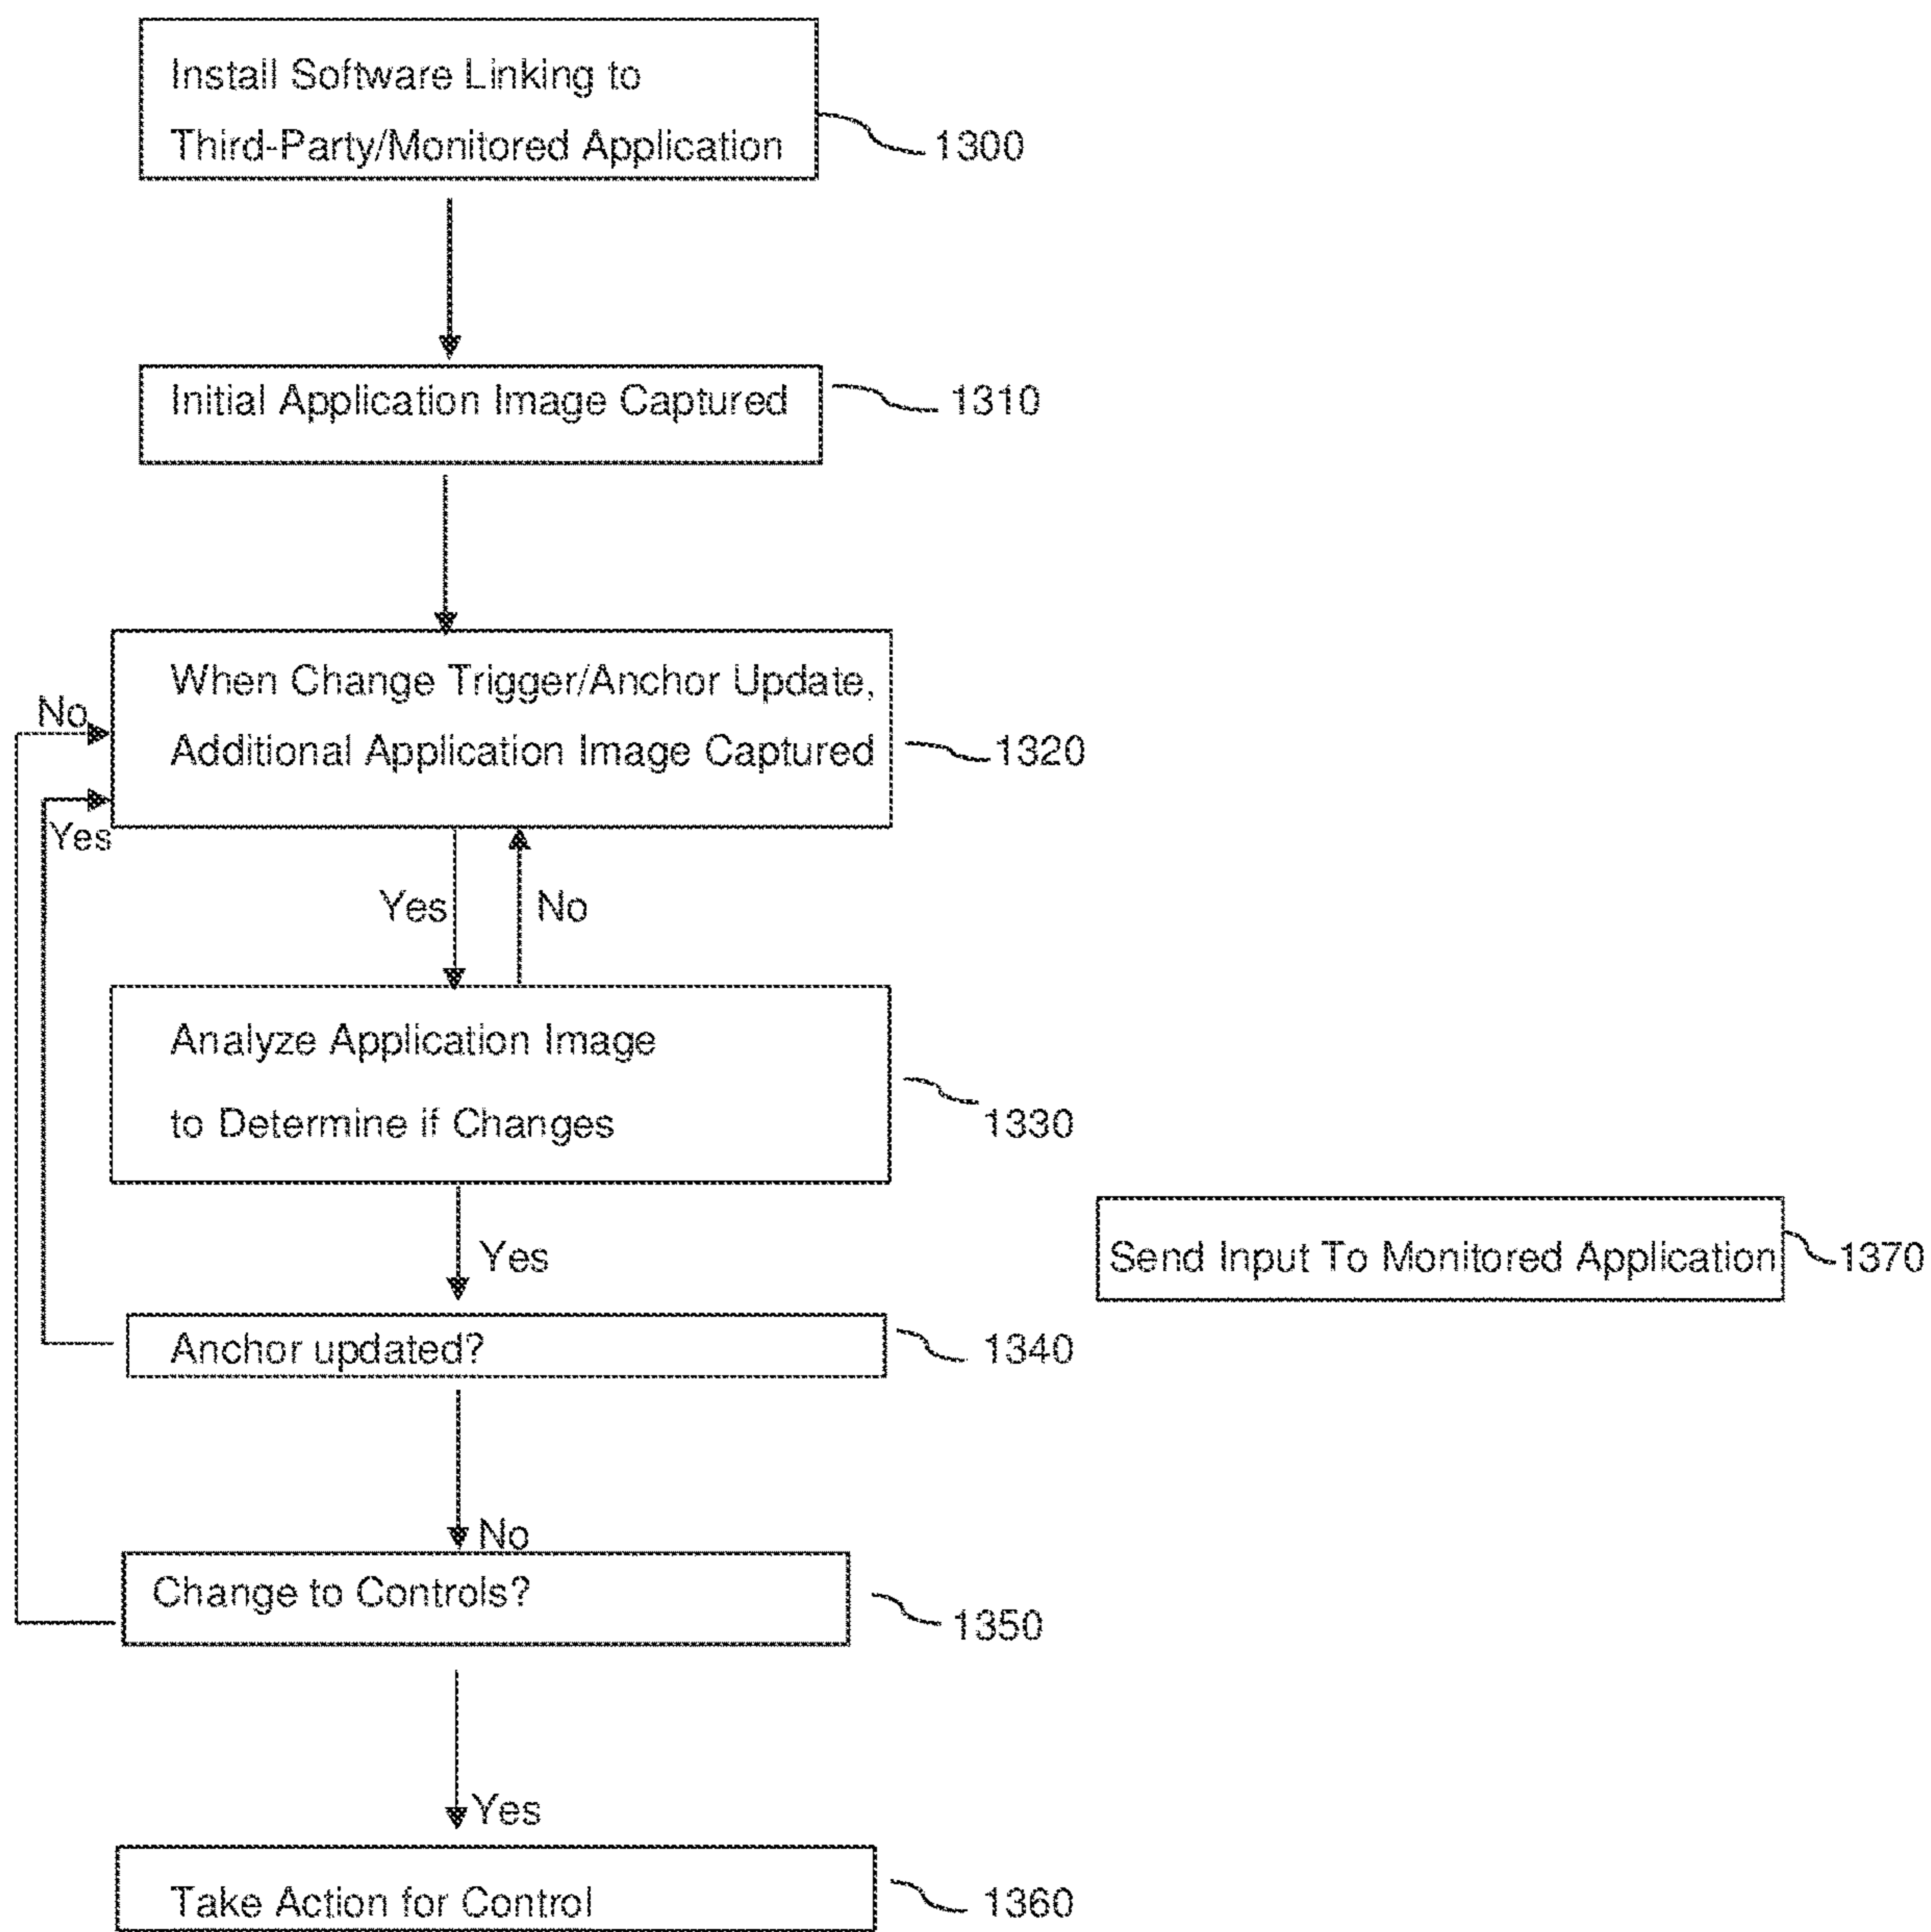 Install Software Linking to
Third-Party/Monitored Application
1300
Initial Application Image Captured
1310
When Change Trigger/Anchor Update,
Additional Application Image Captured
1320
No
Yes
Yes
No
Analyze Application Image
to Determine if Changes
1330
Send Input To Monitored Application
1370
Yes
Anchor updated?
1340
No
Change to Controls?
1350
Yes
Take Action for Control
1360